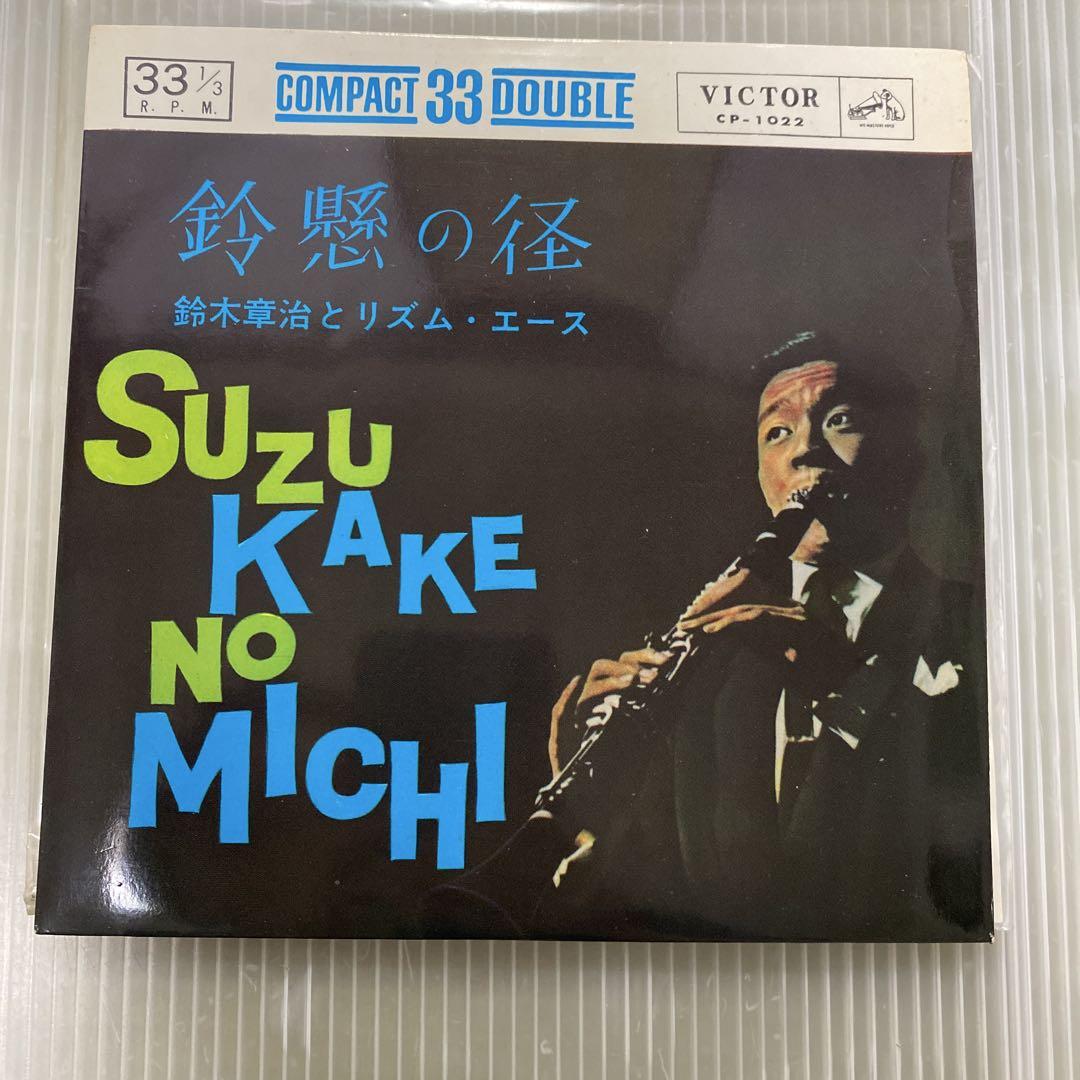 33 1/3
R. P. M.
COMPACT 33 DOUBLE
VICTOR
CP-1022
鈴懸の径
鈴木章治とリズム・エース
SUZU
KAKE
NO
MICHI